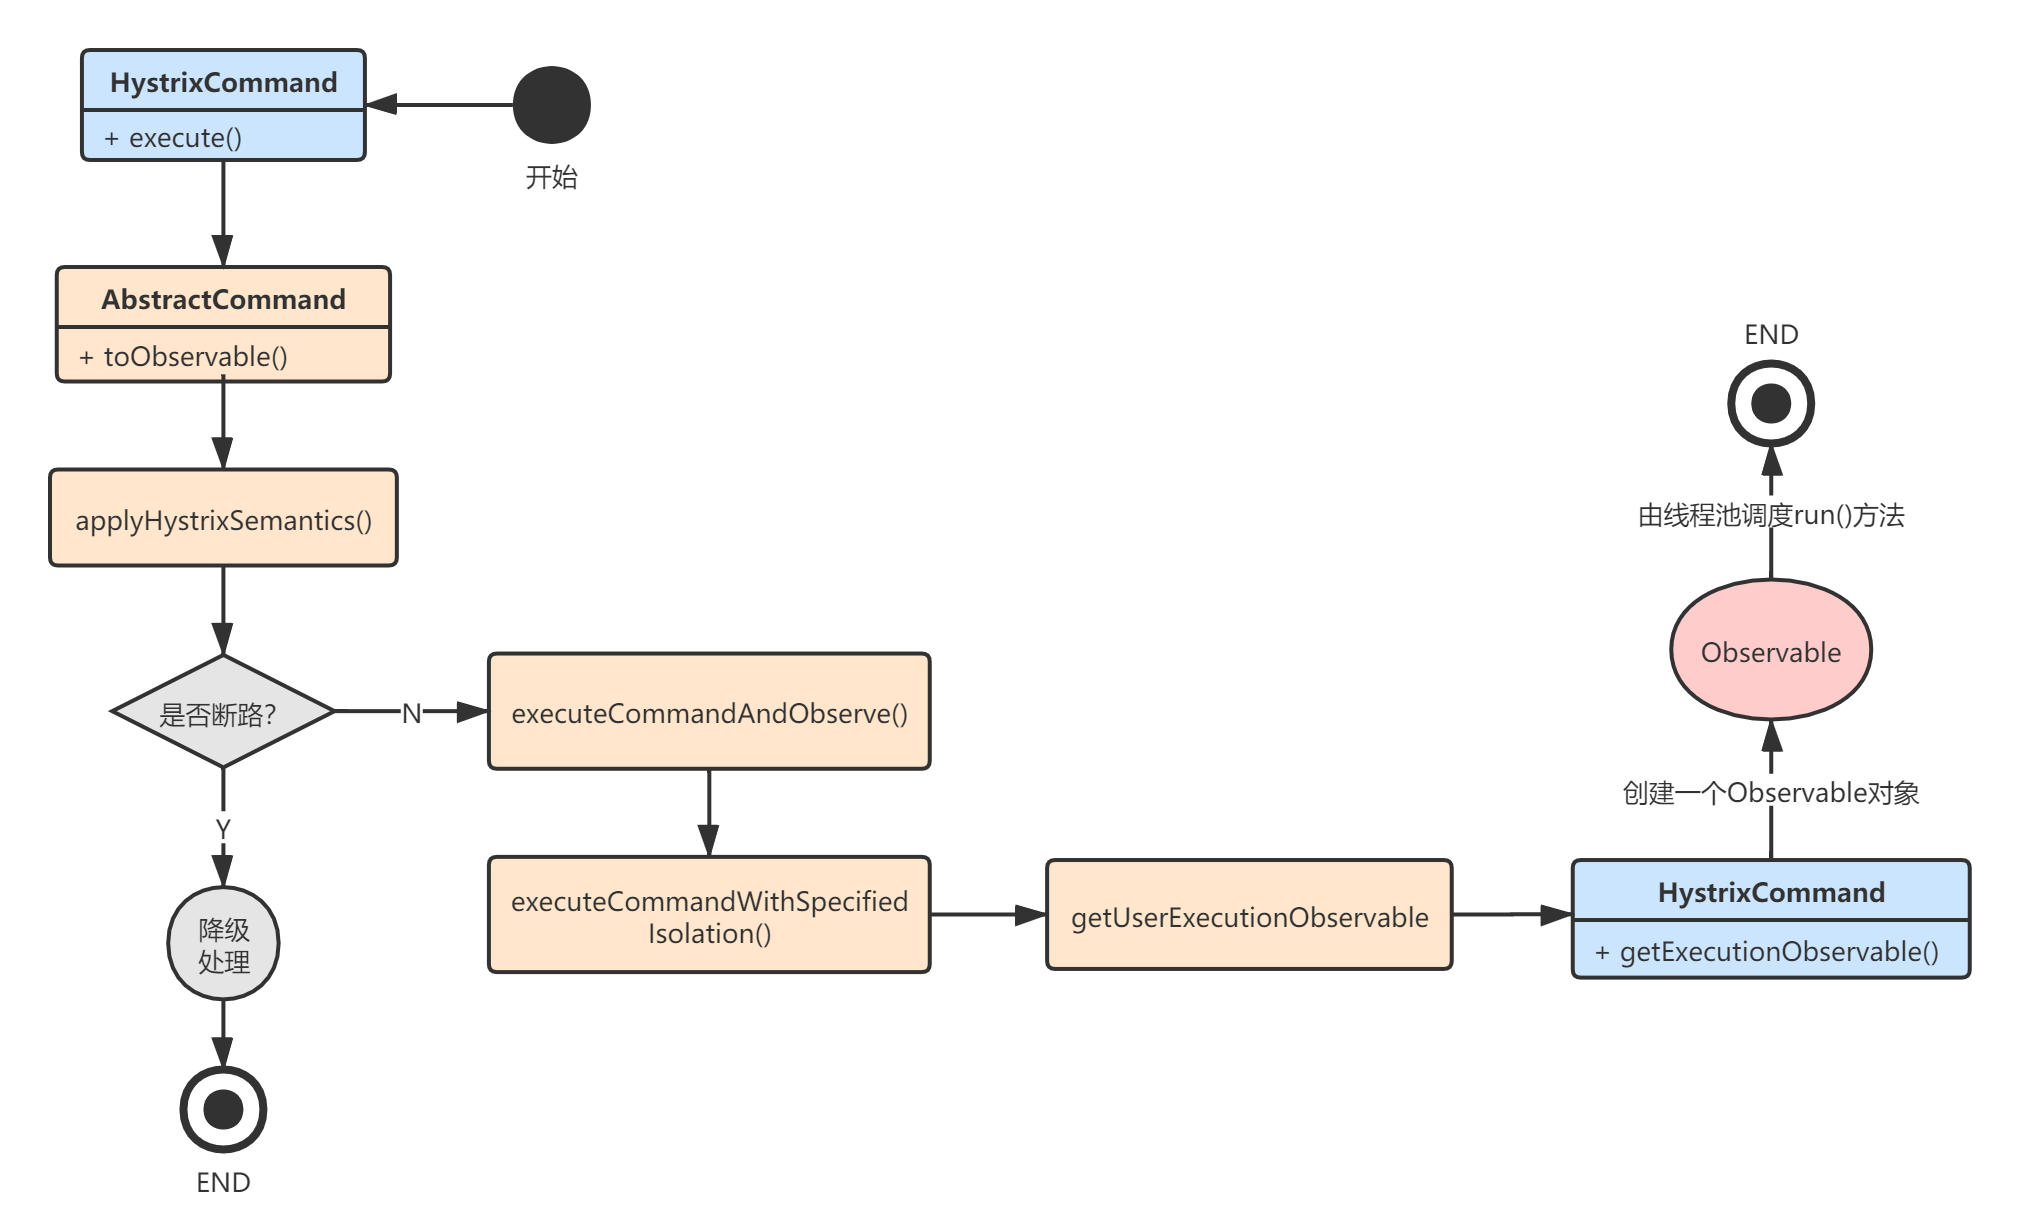 HystrixCommand
+ execute()
开始
AbstractCommand
+ toObservable()
applyHystrixSemantics()
是否断路?
N
Y
降级
处理
END
executeCommandAndObserve()
executeCommandWithSpecified
Isolation()
getUserExecutionObservable
HystrixCommand
+ getExecutionObservable()
创建一个Observable对象
Observable
由线程池调度run()方法
END